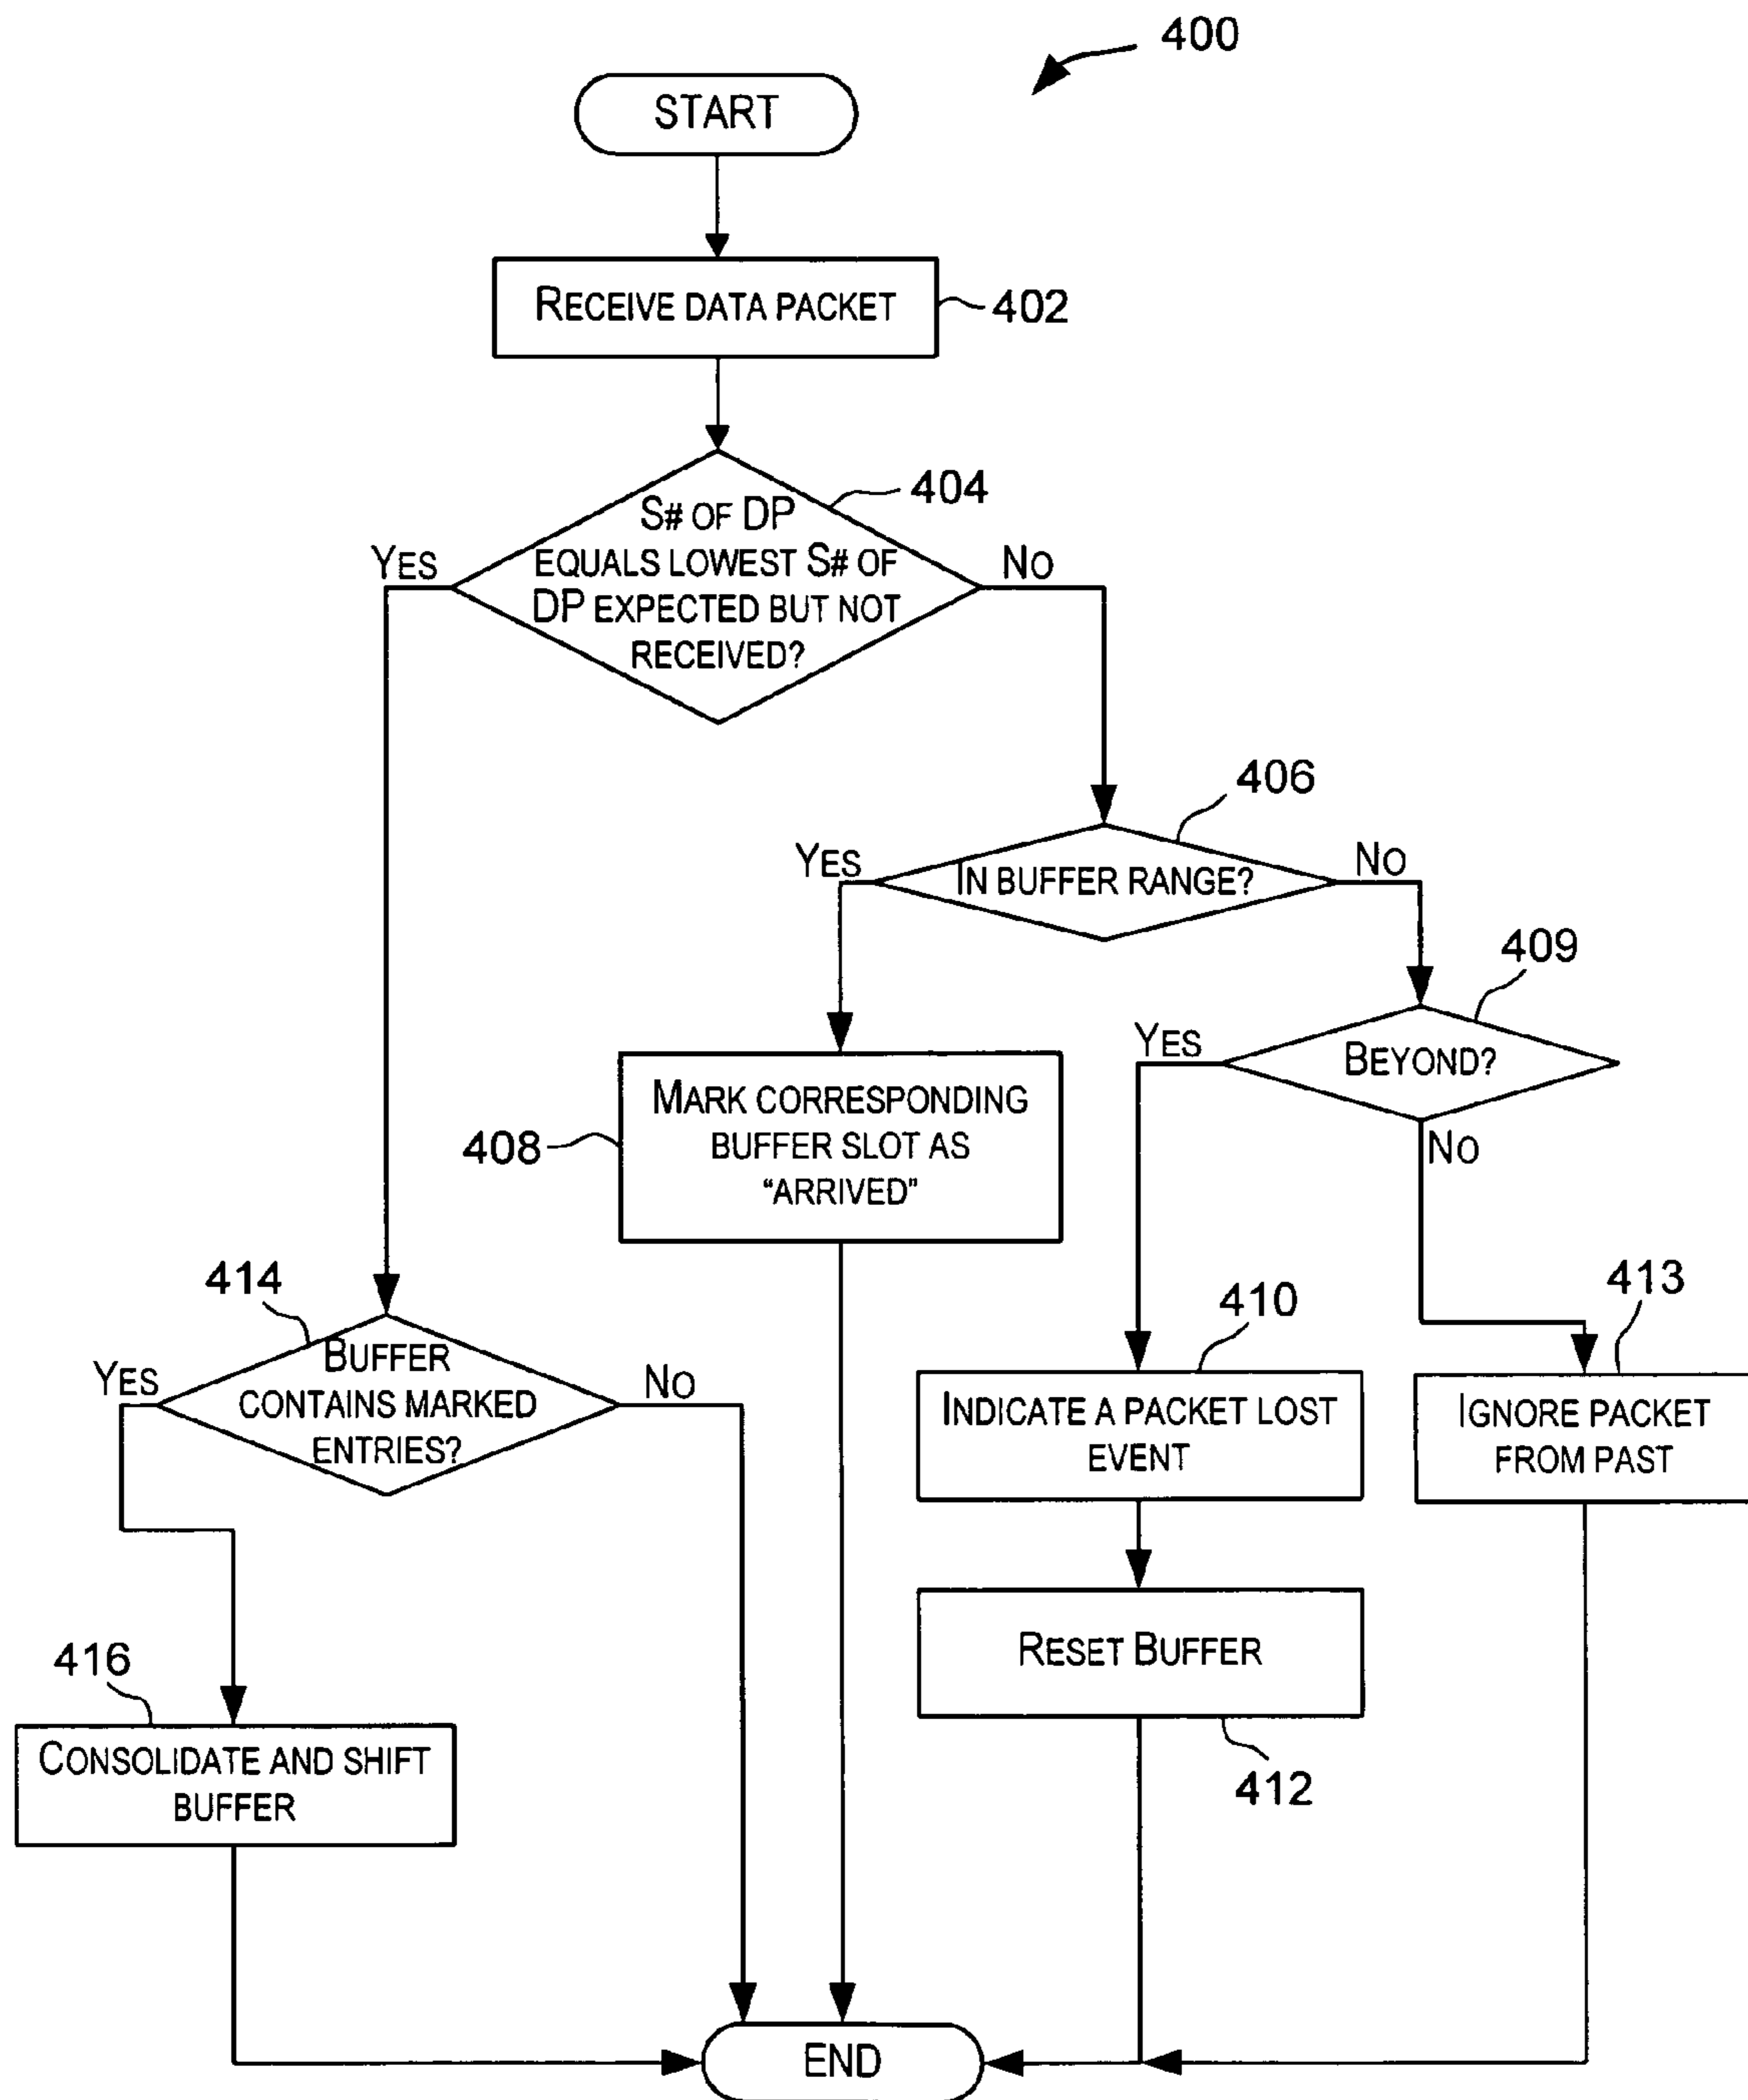 400
START
RECEIVE DATA PACKET
402
404
S# OF DP
EQUALS LOWEST S# OF
DP EXPECTED BUT NOT
RECEIVED?
YES
NO
406
IN BUFFER RANGE?
YES
NO
409
BEYOND?
YES
NO
MARK CORRESPONDING
BUFFER SLOT AS
“ARRIVED”
408
414
BUFFER
CONTAINS MARKED
ENTRIES?
YES
NO
410
INDICATE A PACKET LOST
EVENT
413
IGNORE PACKET
FROM PAST
RESET BUFFER
412
416
CONSOLIDATE AND SHIFT
BUFFER
END